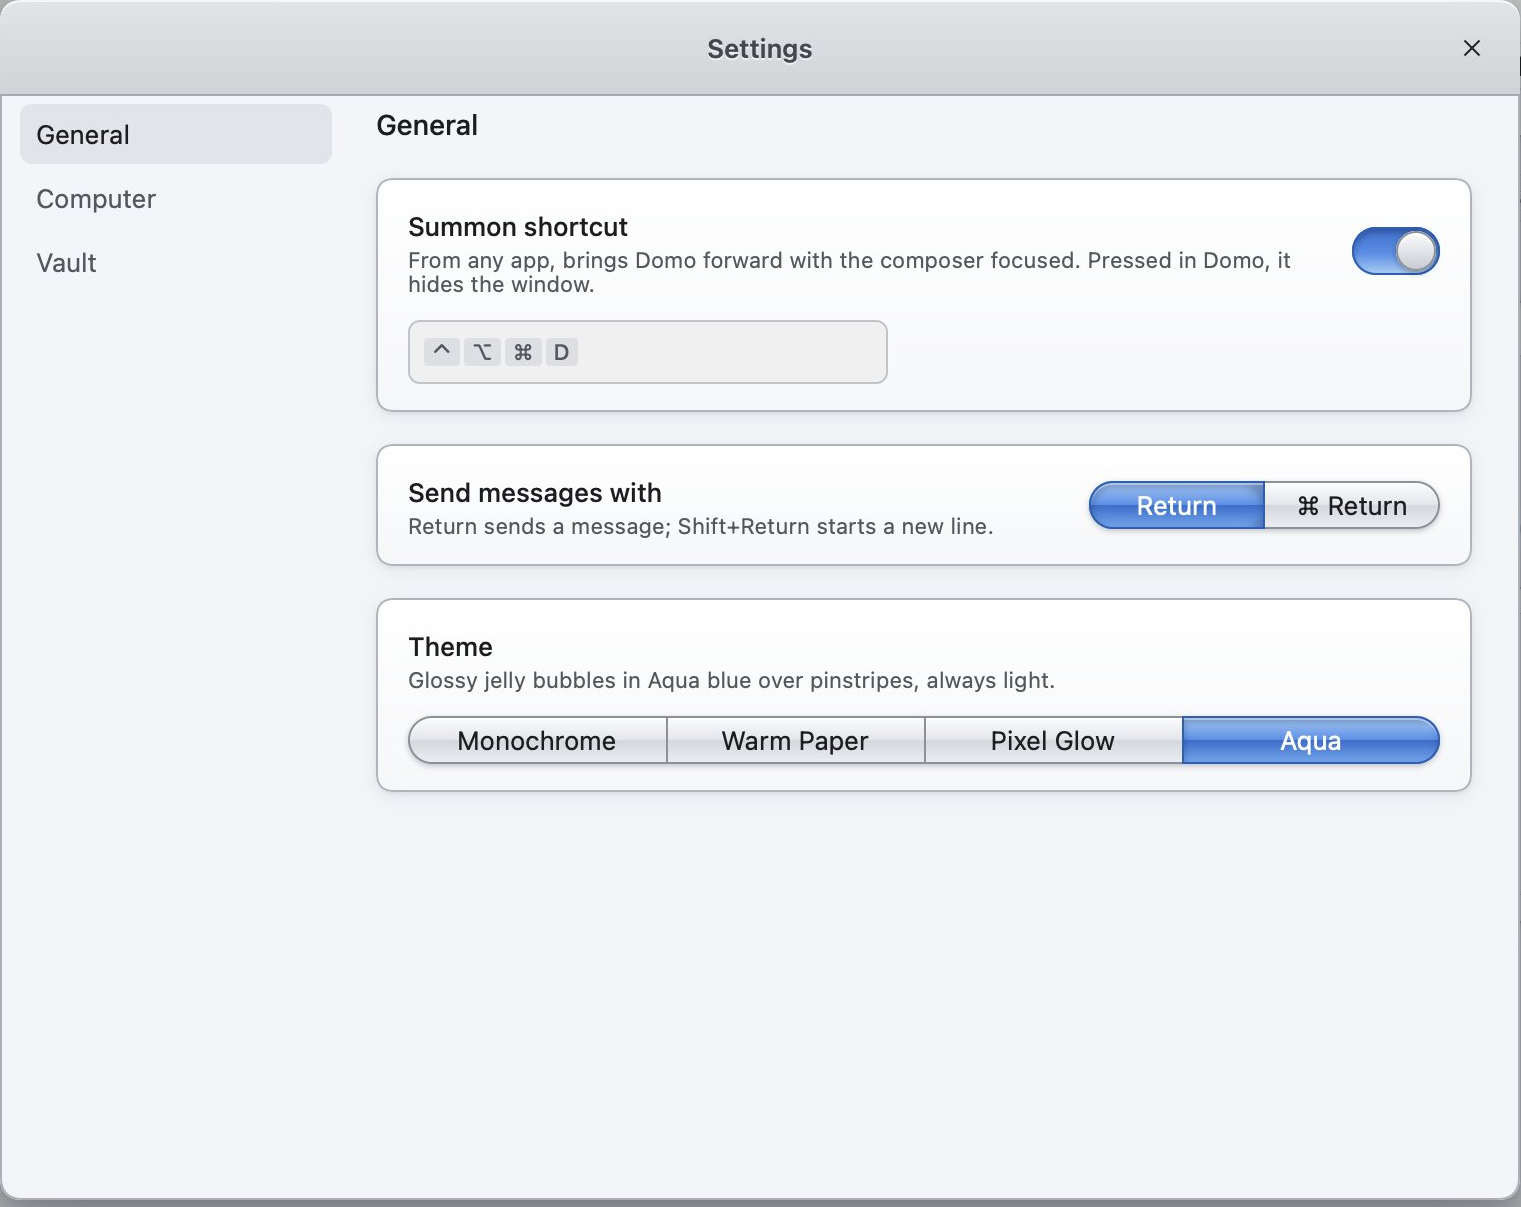 Settings
General
Computer
Vault
General
Summon shortcut
From any app, brings Domo forward with the composer focused. Pressed in Domo, it
hides the window.
⌃ ⌥ ⌘ D
Send messages with
Return sends a message; Shift+Return starts a new line.
Return ⌘ Return
Theme
Glossy jelly bubbles in Aqua blue over pinstripes, always light.
Monochrome Warm Paper Pixel Glow Aqua